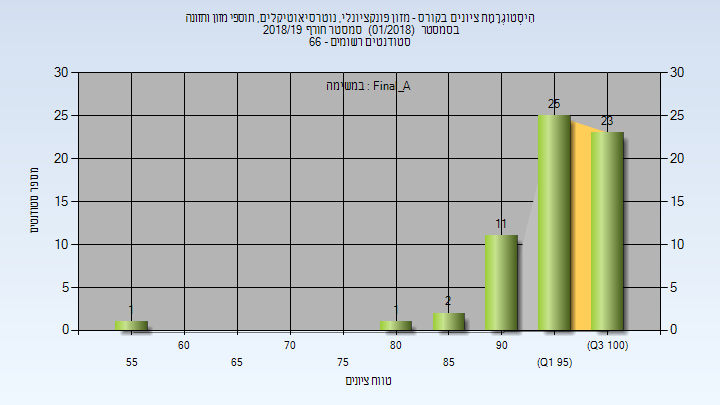 הִיסְטוֹגְרַמַת ציונים בקורס - מזון פונקציונלי, נוטרסיאוטיקלים, תוספי מזון ותזונה
בסמסטר (01/2018) סמסטר חורף 2018/19
סטודנטים רשומים - 66
במשימה : Final_A
30 30
25 25
20 20
15 15
10 10
5 5
0 0
1 1 2 11 25 23
מספר סטודנטים
60 70 80 90 (Q3 100)
55 65 75 85 (Q1 95)
טווח ציונים